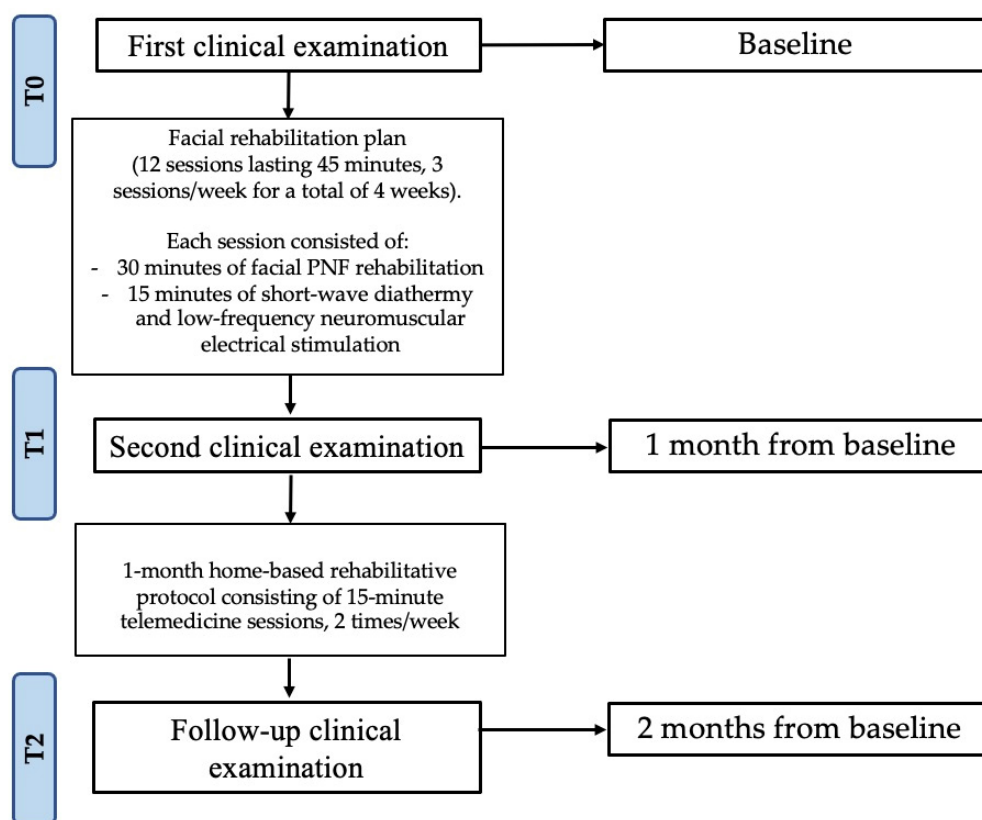 T0
First clinical examination
Baseline
Facial rehabilitation plan
(12 sessions lasting 45 minutes, 3
sessions/week for a total of 4 weeks).
Each session consisted of:
- 30 minutes of facial PNF rehabilitation
- 15 minutes of short-wave diathermy
and low-frequency neuromuscular
electrical stimulation
T1
Second clinical examination
1 month from baseline
1-month home-based rehabilitative
protocol consisting of 15-minute
telemedicine sessions, 2 times/week
T2
Follow-up clinical
examination
2 months from baseline